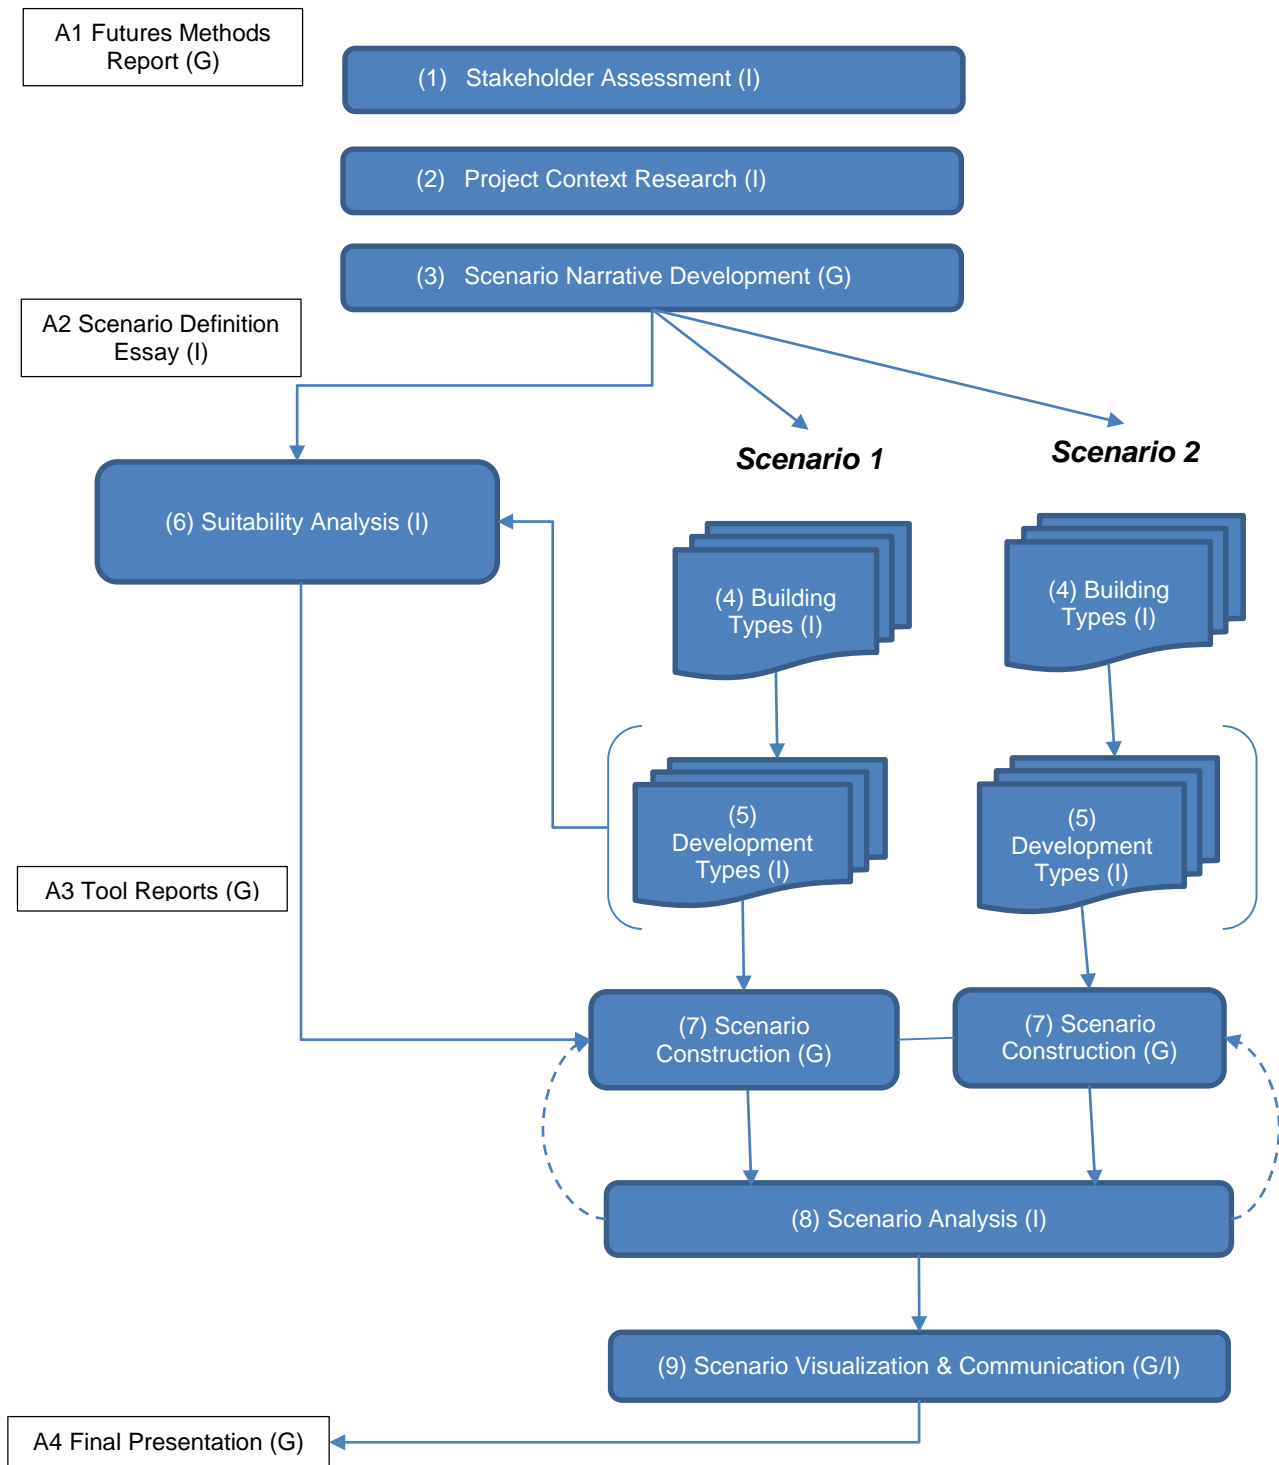 A1 Futures Methods
Report (G)
(1) Stakeholder Assessment (I)
(2) Project Context Research (I)
(3) Scenario Narrative Development (G)
A2 Scenario Definition
Essay (I)
Scenario 1
Scenario 2
(6) Suitability Analysis (I)
(4) Building
Types (I)
(4) Building
Types (I)
(5)
Development
Types (I)
(5)
Development
Types (I)
A3 Tool Reports (G)
(7) Scenario
Construction (G)
(7) Scenario
Construction (G)
(8) Scenario Analysis (I)
(9) Scenario Visualization & Communication (G/I)
A4 Final Presentation (G)